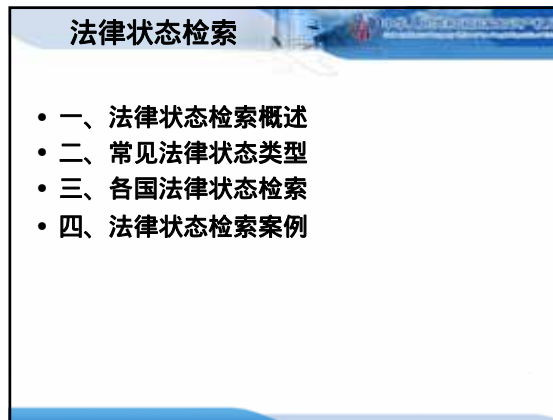 法律状态检索
• 一、法律状态检索概述
• 二、常见法律状态类型
• 三、各国法律状态检索
• 四、法律状态检索案例